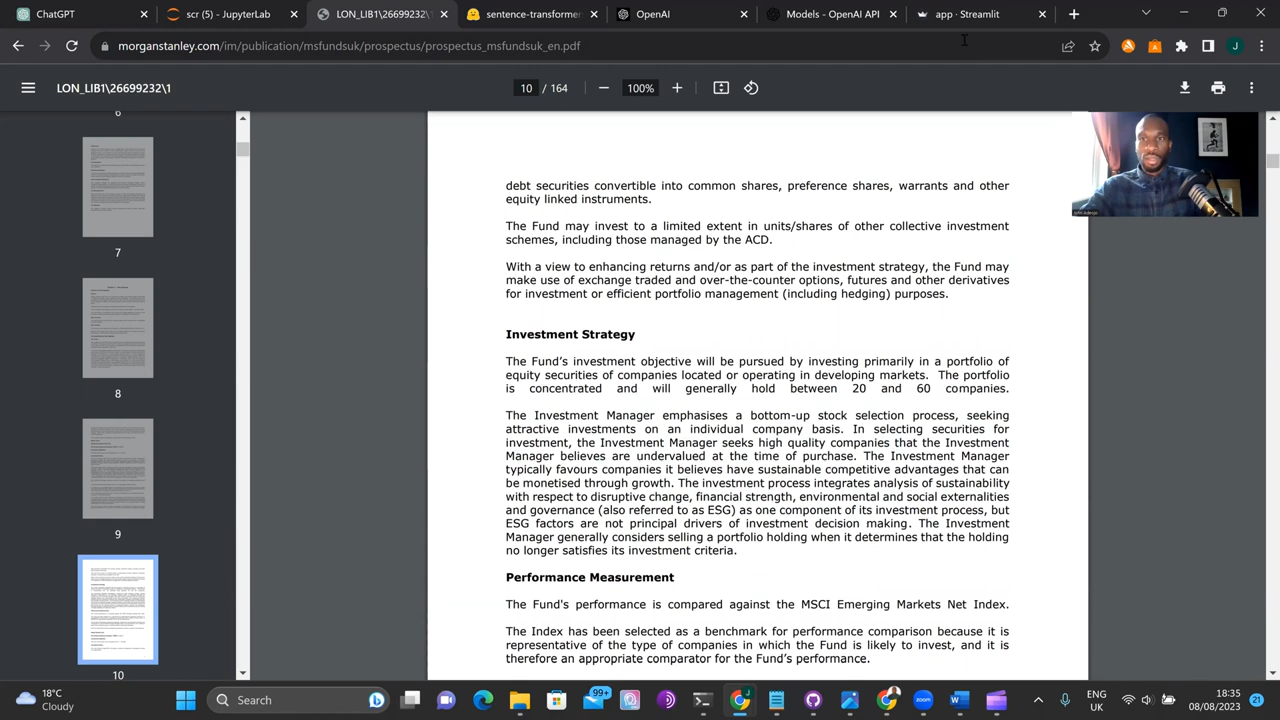 ChatGPT
scr (5) - JupyterLab
LON_LIB1\26699232\1
sentence-transformer
OpenAI
Models - OpenAI API
app · Streamlit
morganstanley.com/im/publication/msfundsuk/prospectus/prospectus_msfundsuk_en.pdf
J
LON_LIB1\26699232\1
10 / 164
100%
6
7
8
9
10
debt securities convertible into common shares, preference shares, warrants and other
equity linked instruments.
The Fund may invest to a limited extent in units/shares of other collective investment
schemes, including those managed by the ACD.
With a view to enhancing returns and/or as part of the investment strategy, the Fund may
make use of exchange traded and over-the-counter options, futures and other derivatives
for investment or efficient portfolio management (including hedging) purposes.
Investment Strategy
The Fund's investment objective will be pursued by investing primarily in a portfolio of
equity securities of companies located or operating in developing markets. The portfolio
is concentrated and will generally hold between 20 and 60 companies.
The Investment Manager emphasises a bottom-up stock selection process, seeking
attractive investments on an individual company basis. In selecting securities for
investment, the Investment Manager seeks high quality companies that the Investment
Manager believes are undervalued at the time of purchase. The Investment Manager
typically favours companies it believes have sustainable competitive advantages that can
be monetised through growth. The investment process integrates analysis of sustainability
with respect to disruptive change, financial strength, environmental and social externalities
and governance (also referred to as ESG) as one component of its investment process, but
ESG factors are not principal drivers of investment decision making. The Investment
Manager generally considers selling a portfolio holding when it determines that the holding
no longer satisfies its investment criteria.
Performance Measurement
The Fund's performance is compared against the MSCI Emerging Markets Net Index.
The Index has been selected as a benchmark for performance comparison because it is
representative of the type of companies in which the Fund is likely to invest, and it is
therefore an appropriate comparator for the Fund's performance.
18°C
Cloudy
Search
99+
zoom
ENG
UK
18:35
08/08/2023
21